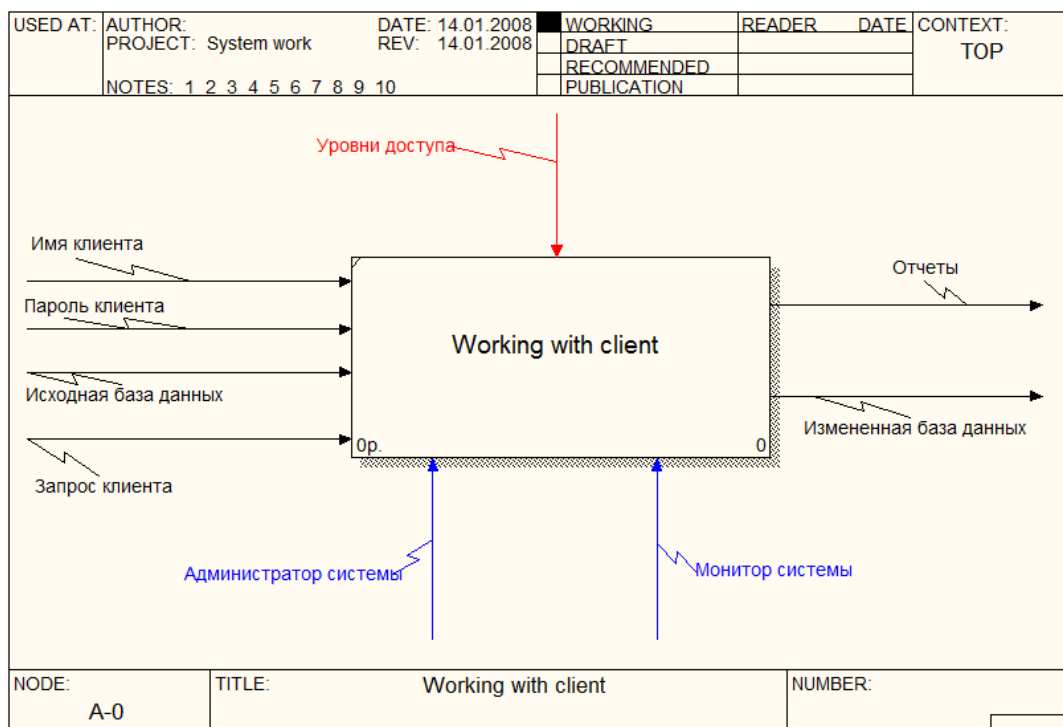 USED AT:
AUTHOR:
DATE: 14.01.2008
PROJECT: System work
REV: 14.01.2008
NOTES: 1 2 3 4 5 6 7 8 9 10
WORKING
DRAFT
RECOMMENDED
PUBLICATION
READER DATE
CONTEXT:
TOP
Уровни доступа
Имя клиента
Пароль клиента
Исходная база данных
Запрос клиента
Working with client
0р.
0
Отчеты
Измененная база данных
Администратор системы
Монитор системы
NODE:
A-0
TITLE:
Working with client
NUMBER: